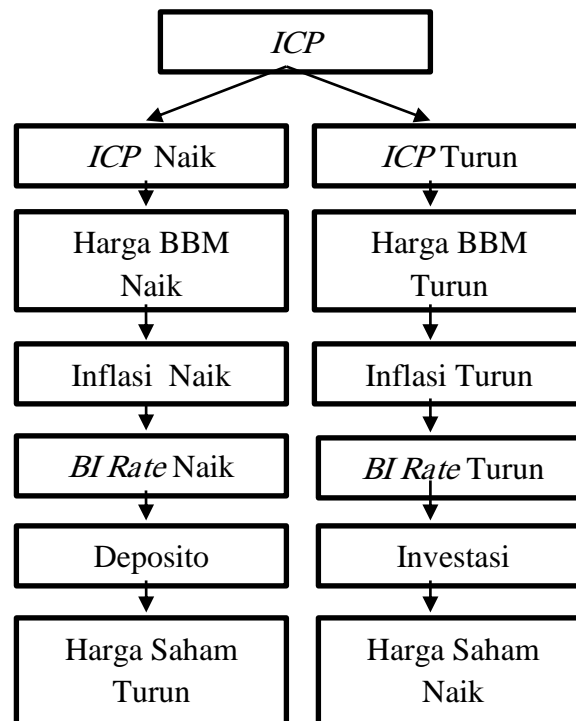 ICP
ICP Naik
Harga BBM
Naik
Inflasi Naik
BI Rate Naik
Deposito
Harga Saham
Turun
ICP Turun
Harga BBM
Turun
Inflasi Turun
BI Rate Turun
Investasi
Harga Saham
Naik